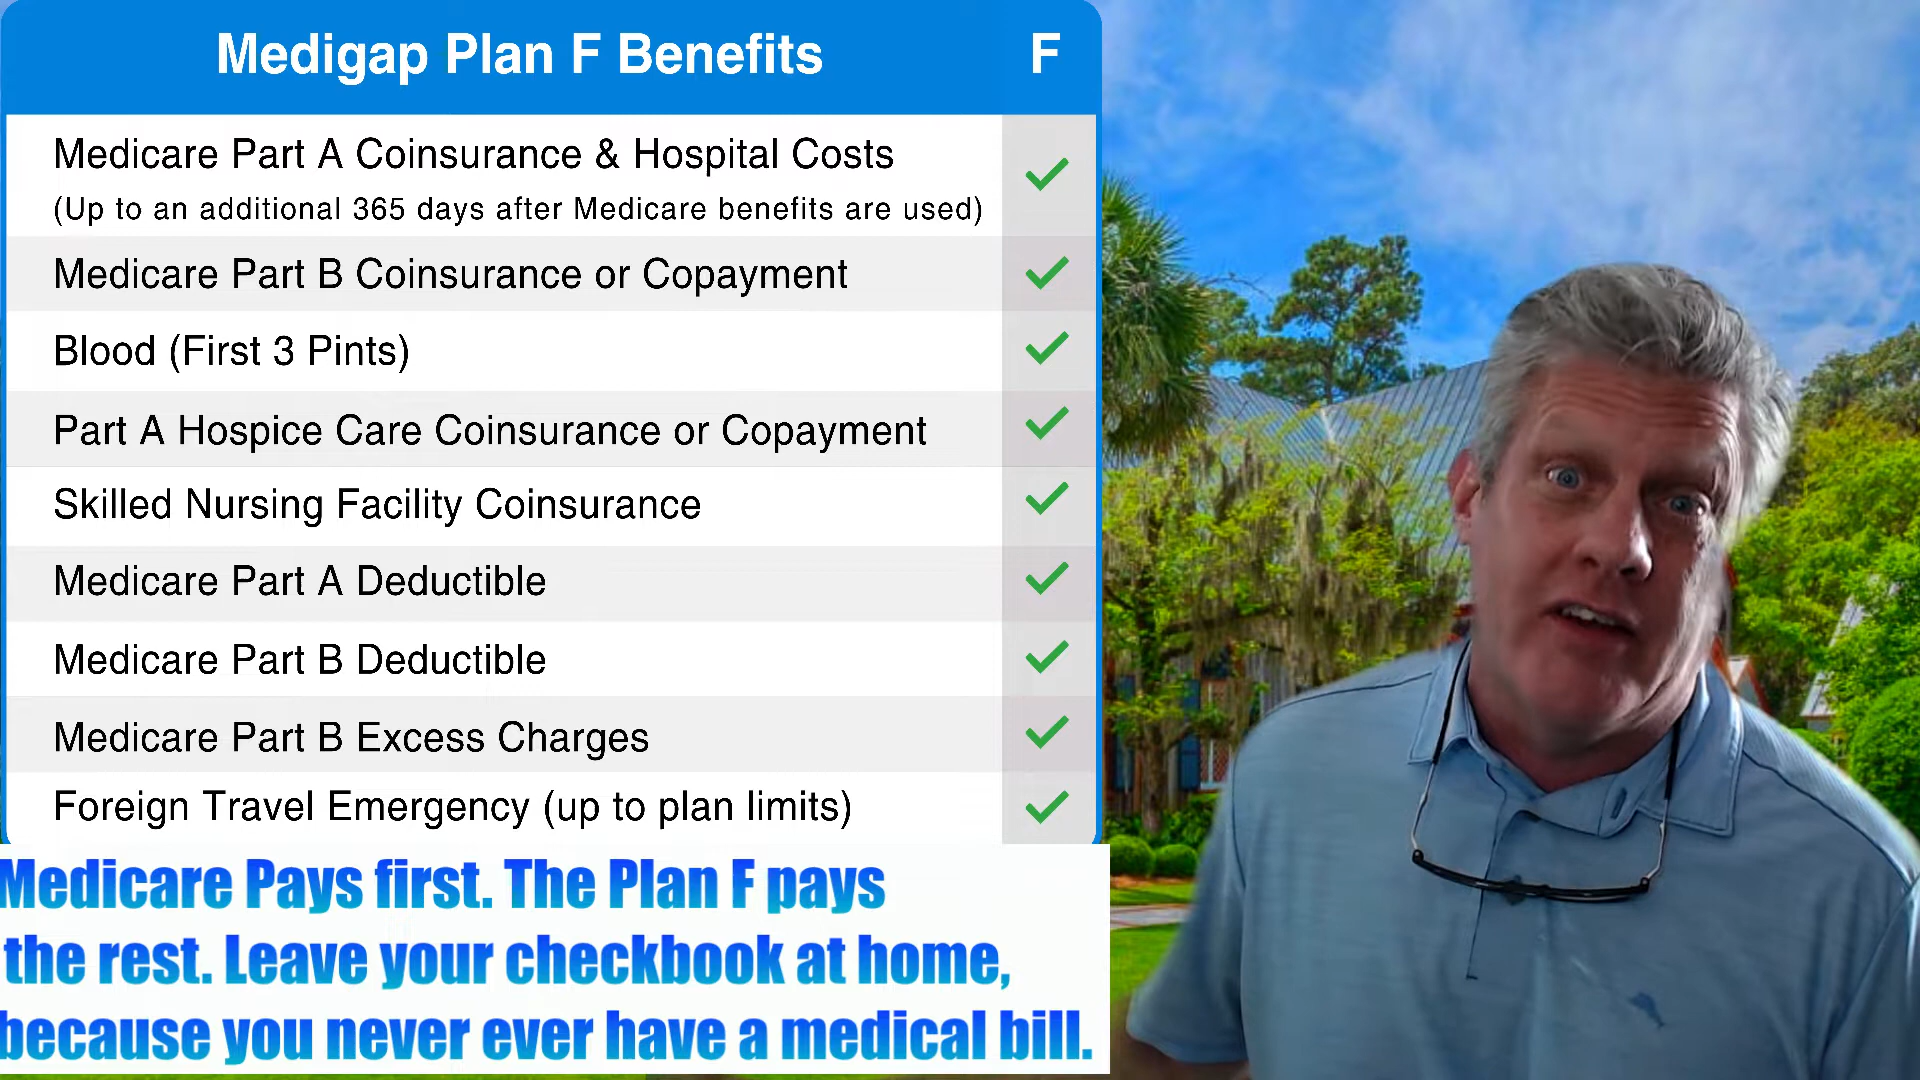 Medigap Plan F Benefits F
Medicare Part A Coinsurance & Hospital Costs
(Up to an additional 365 days after Medicare benefits are used)
Medicare Part B Coinsurance or Copayment
Blood (First 3 Pints)
Part A Hospice Care Coinsurance or Copayment
Skilled Nursing Facility Coinsurance
Medicare Part A Deductible
Medicare Part B Deductible
Medicare Part B Excess Charges
Foreign Travel Emergency (up to plan limits)
Medicare Pays first. The Plan F pays
the rest. Leave your checkbook at home,
because you never ever have a medical bill.